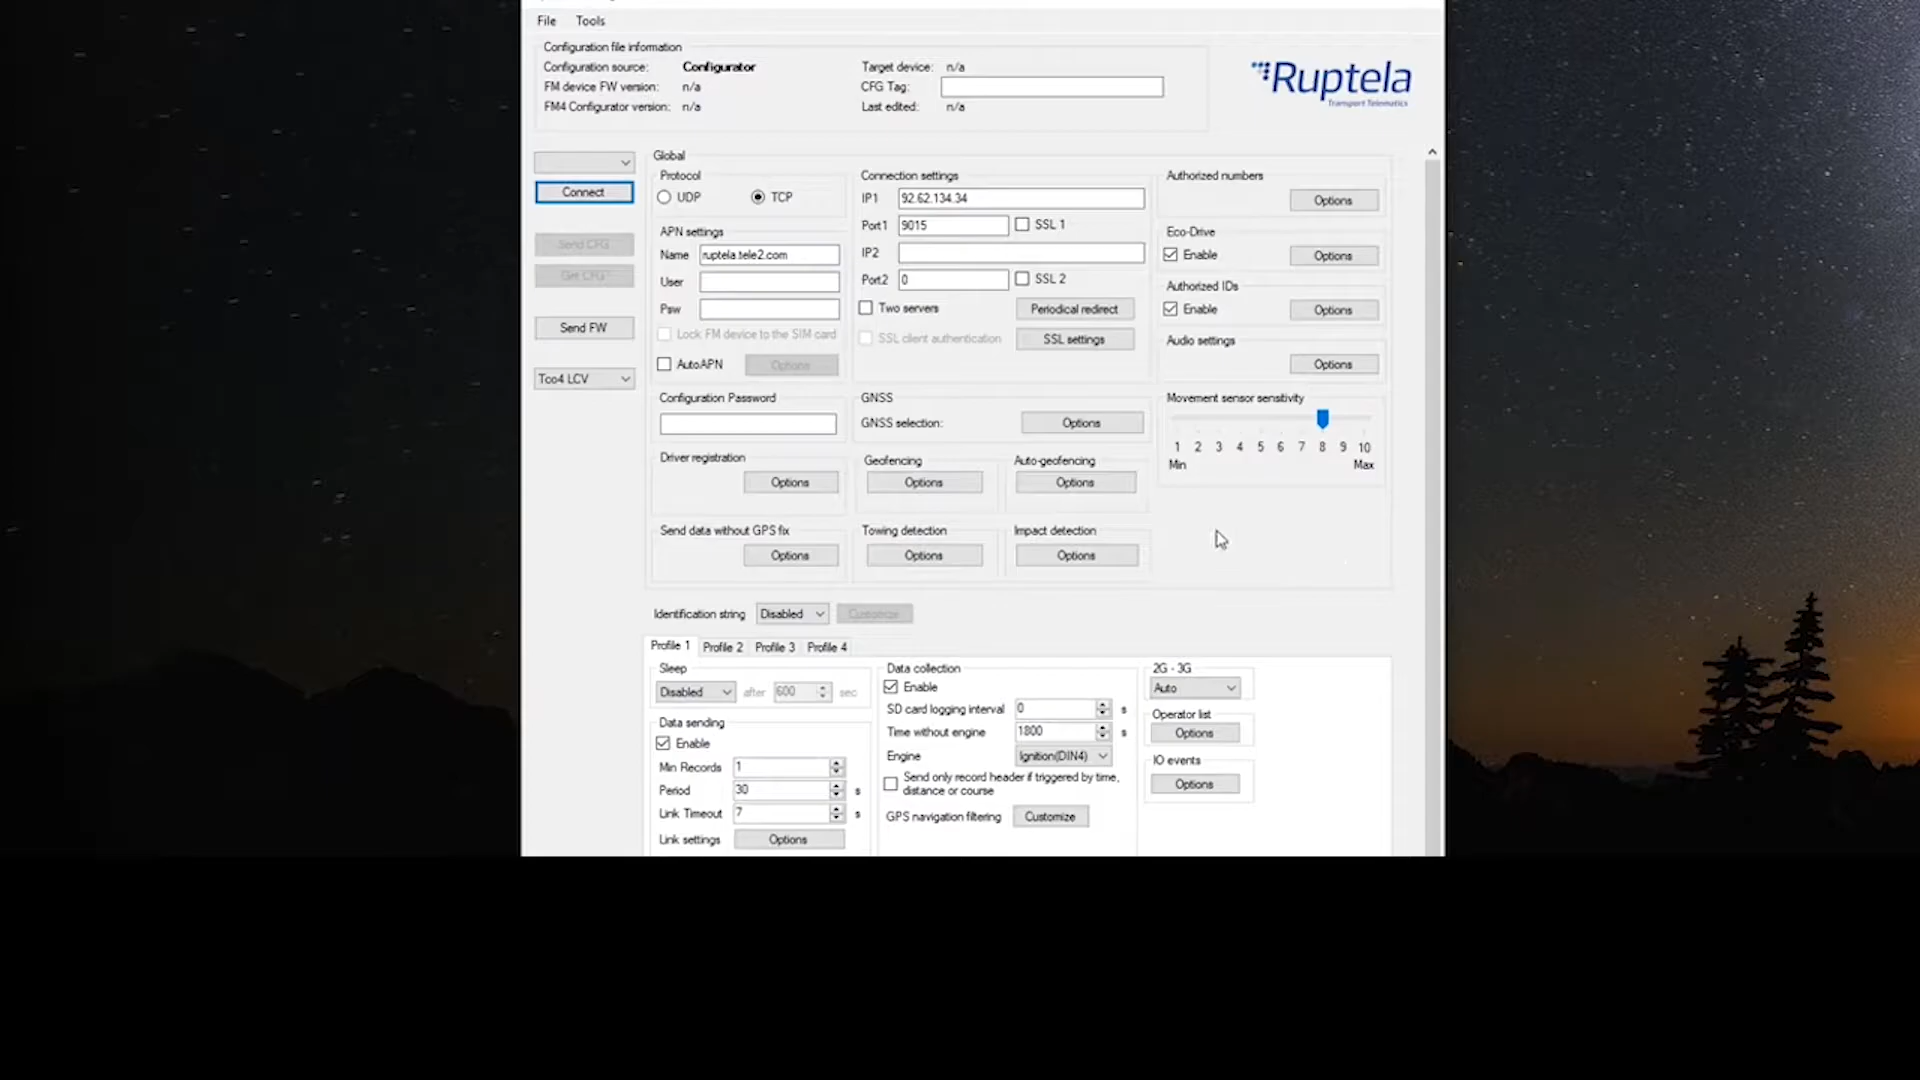 File Tools
Configuration file information
Configuration source: Configurator Target device: n/a
FM device FW version: n/a CFG Tag:
FM4 Configurator version: n/a Last edited: n/a
Ruptela
Transport Telematics
Global
Protocol Connection settings Authorized numbers
Connect UDP TCP IP1 92.62.134.34 Options
Port1 9015 SSL 1
APN settings Eco-Drive
Send CFG Name ruptela.tele2.com IP2 Enable Options
Get CFG User Port2 0 SSL 2 Authorized IDs
Psw Two servers Periodical redirect Enable Options
Send FW Lock FM device to the SIM card SSL client authentication SSL settings Audio settings
AutoAPN Options Options
Tco4 LCV
Configuration Password GNSS Movement sensor sensitivity
GNSS selection: Options
1 2 3 4 5 6 7 8 9 10
Min Max
Driver registration Geofencing Auto-geofencing
Options Options Options
Send data without GPS fix Towing detection Impact detection
Options Options Options
Identification string Disabled Customize
Profile 1 Profile 2 Profile 3 Profile 4
Sleep Data collection 2G - 3G
Disabled after 600 sec Enable Auto
SD card logging interval 0 s Operator list
Data sending Time without engine 1800 s Options
Enable Engine Ignition(DIN4) IO events
Min Records 1 Send only record header if triggered by time,
Period 30 s distance or course Options
Link Timeout 7 s GPS navigation filtering Customize
Link settings Options